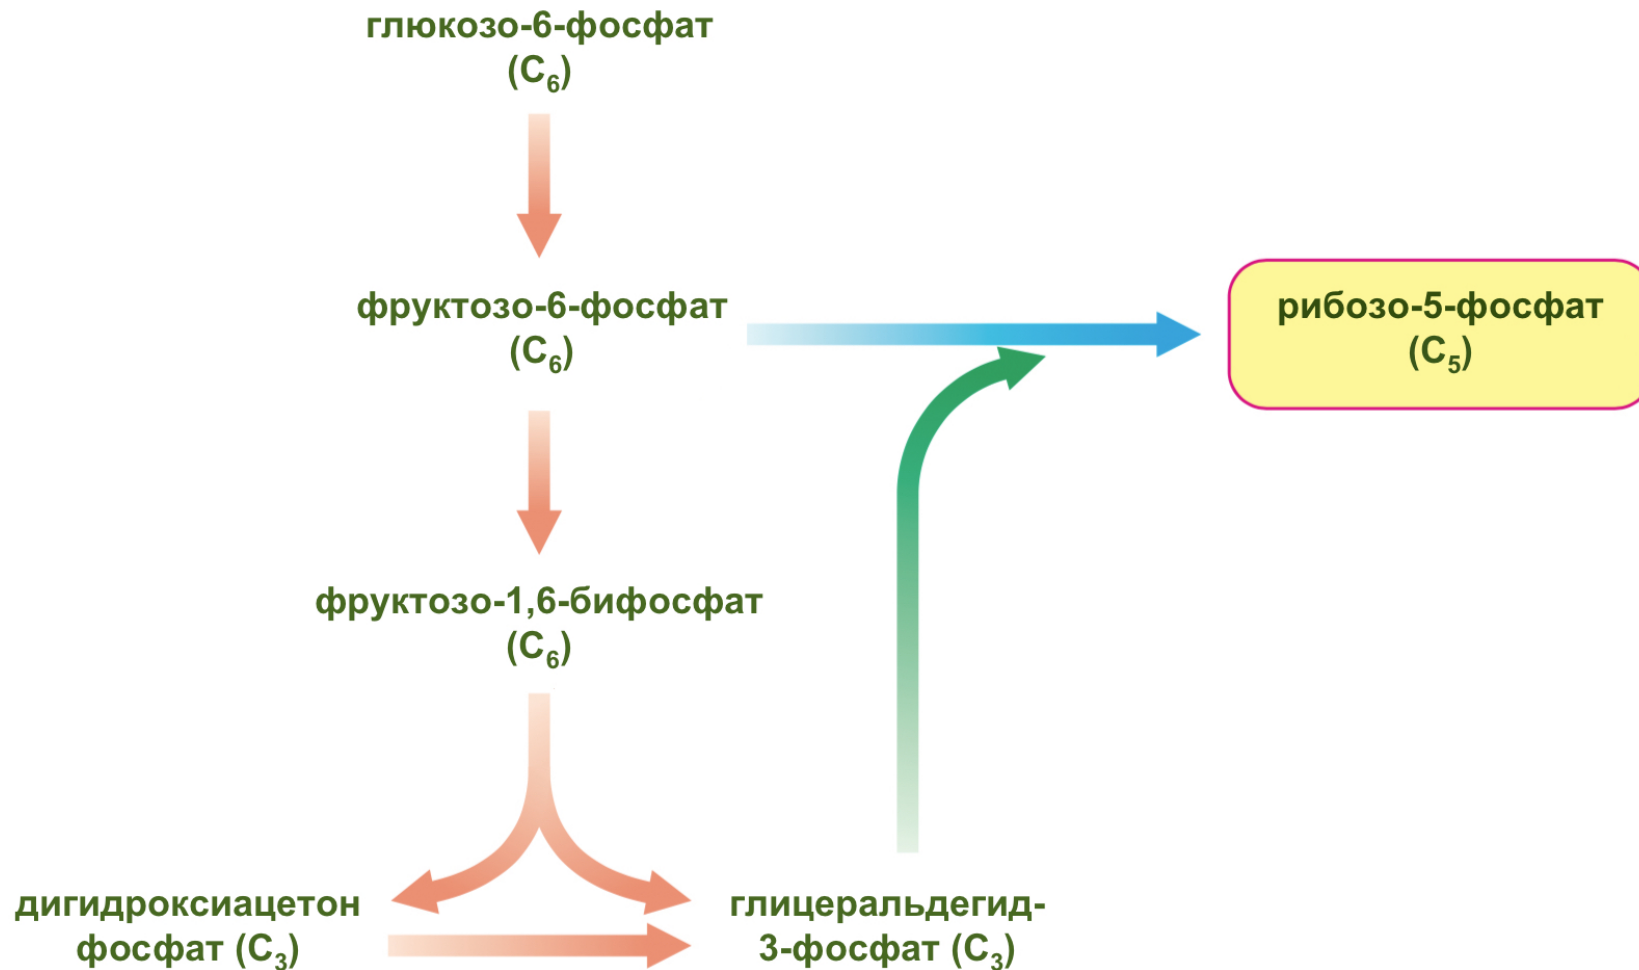 глюкозо-6-фосфат
(C₆)
фруктозо-6-фосфат
(C₆)
рибозо-5-фосфат
(C₅)
фруктозо-1,6-бифосфат
(C₆)
дигидроксиацетон
фосфат (C₃)
глицеральдегид-
3-фосфат (C₃)